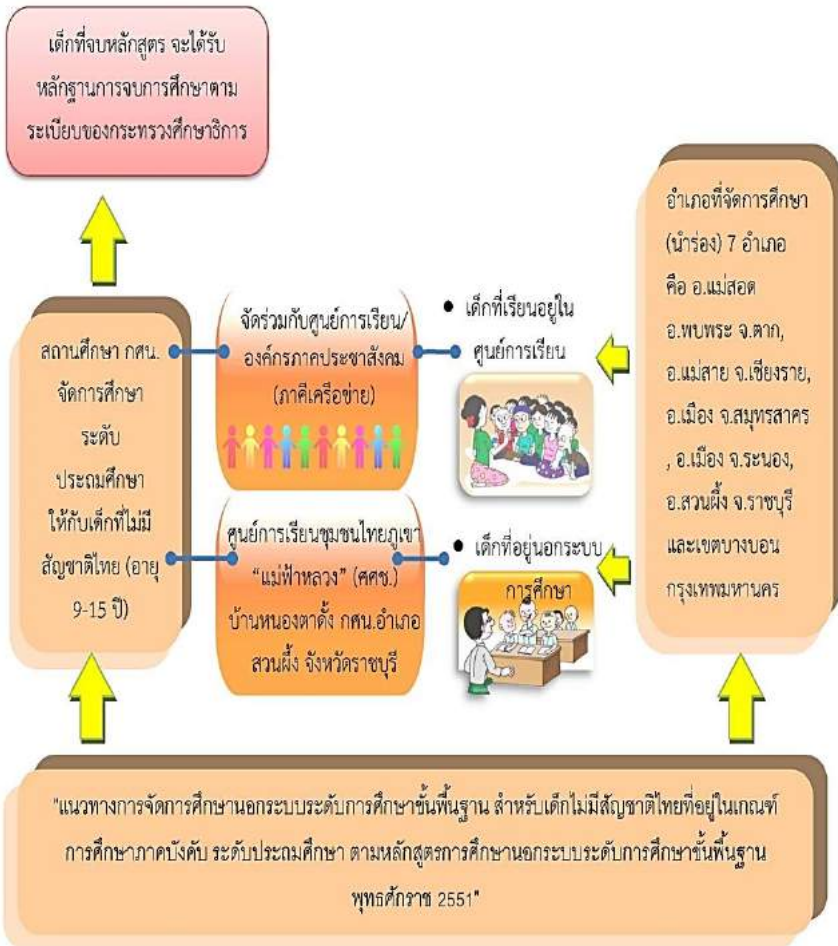 เด็กที่จบหลักสูตร จะได้รับ
หลักฐานการจบการศึกษาตาม
ระเบียบของกระทรวงศึกษาธิการ
สถานศึกษา กศน.
จัดการศึกษา
ระดับ
ประถมศึกษา
ให้กับเด็กที่ไม่มี
สัญชาติไทย (อายุ
9-15 ปี)
จัดร่วมกับศูนย์การเรียน/
องค์กรภาคประชาสังคม
(ภาคีเครือข่าย)
ศูนย์การเรียนชุมชนไทยภูเขา
"แม่ฟ้าหลวง" (ศศช.)
บ้านหนองตาดั้ง กศน.อำเภอ
สวนผึ้ง จังหวัดราชบุรี
• เด็กที่เรียนอยู่ใน
ศูนย์การเรียน
• เด็กที่อยู่นอกระบบ
การศึกษา
อำเภอที่จัดการศึกษา
(นำร่อง) 7 อำเภอ
คือ อ.แม่สอด
อ.พบพระ จ.ตาก,
อ.แม่สาย จ.เชียงราย,
อ.เมือง จ.สมุทรสาคร
, อ.เมือง จ.ระนอง,
อ.สวนผึ้ง จ.ราชบุรี
และเขตบางบอน
กรุงเทพมหานคร
"แนวทางการจัดการศึกษานอกระบบระดับการศึกษาขั้นพื้นฐาน สำหรับเด็กไม่มีสัญชาติไทยที่อยู่ในเกณฑ์
การศึกษาภาคบังคับ ระดับประถมศึกษา ตามหลักสูตรการศึกษานอกระบบระดับการศึกษาขั้นพื้นฐาน
พุทธศักราช 2551"